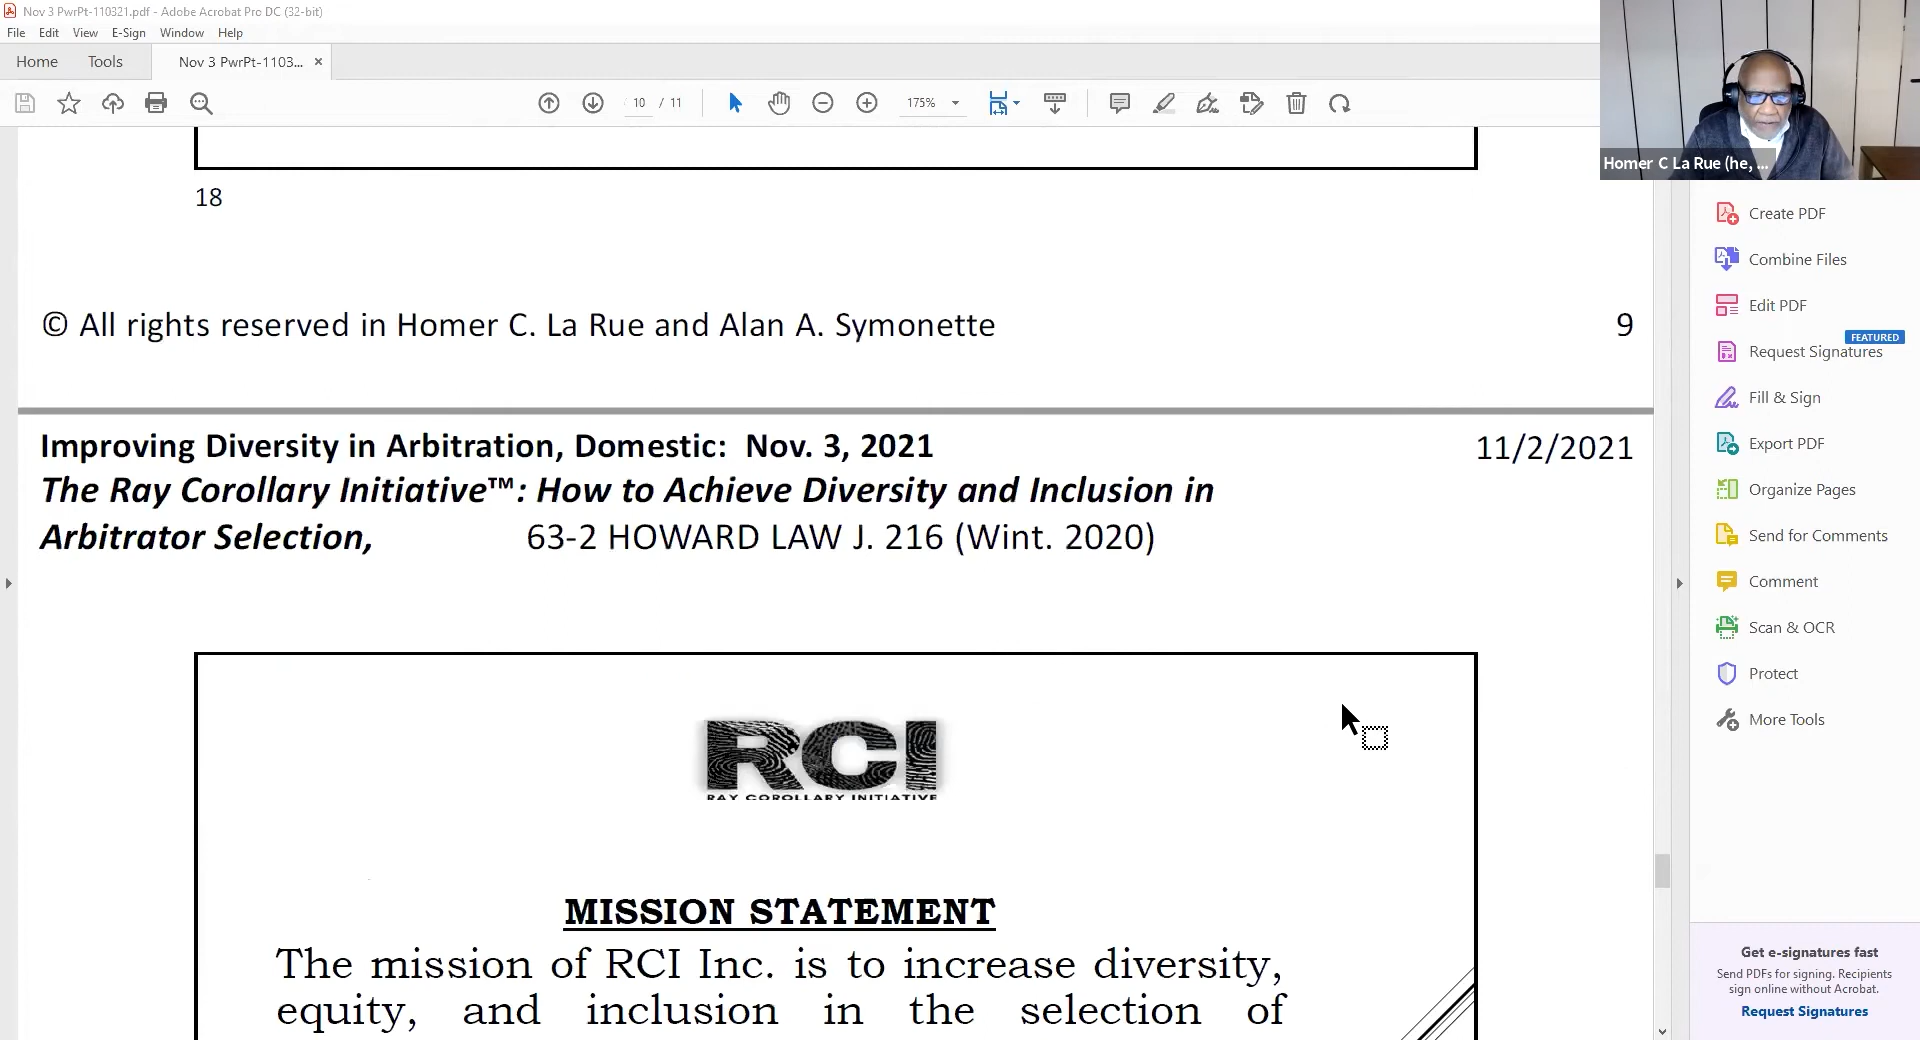 Nov 3 PwrPt-110321.pdf - Adobe Acrobat Pro DC (32-bit)
File Edit View E-Sign Window Help
Home Tools Nov 3 PwrPt-1103... ×
10 / 11 175%
Homer C La Rue (he, ...
18
© All rights reserved in Homer C. La Rue and Alan A. Symonette 9
Improving Diversity in Arbitration, Domestic: Nov. 3, 2021 11/2/2021
The Ray Corollary Initiative™: How to Achieve Diversity and Inclusion in
Arbitrator Selection, 63-2 HOWARD LAW J. 216 (Wint. 2020)
RCI
RAY COROLLARY INITIATIVE
MISSION STATEMENT
The mission of RCI Inc. is to increase diversity,
equity, and inclusion in the selection of
Create PDF
Combine Files
Edit PDF
FEATURED
Request Signatures
Fill & Sign
Export PDF
Organize Pages
Send for Comments
Comment
Scan & OCR
Protect
More Tools
Get e-signatures fast
Send PDFs for signing. Recipients
sign online without Acrobat.
Request Signatures